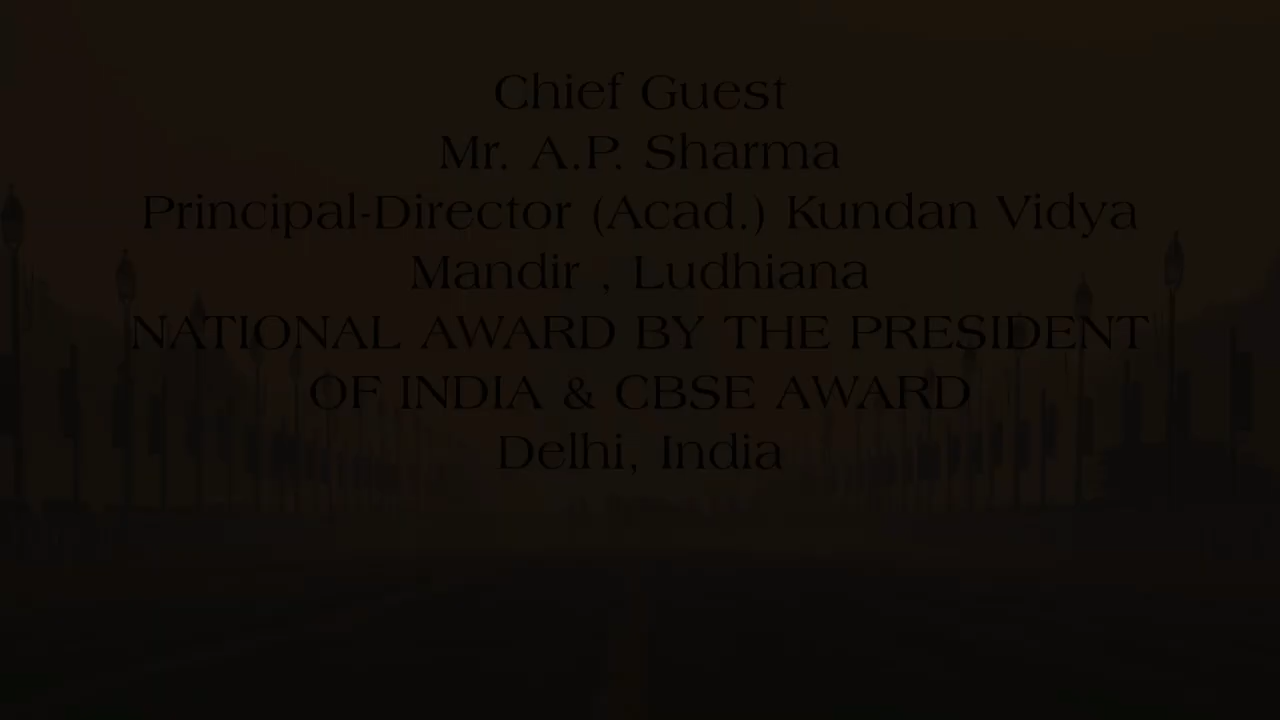 Chief Guest
Mr. A.P. Sharma
Principal-Director (Acad.) Kundan Vidya
Mandir , Ludhiana
NATIONAL AWARD BY THE PRESIDENT
OF INDIA & CBSE AWARD
Delhi, India